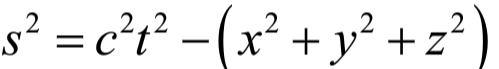 s² = c²t² − (x² + y² + z²)